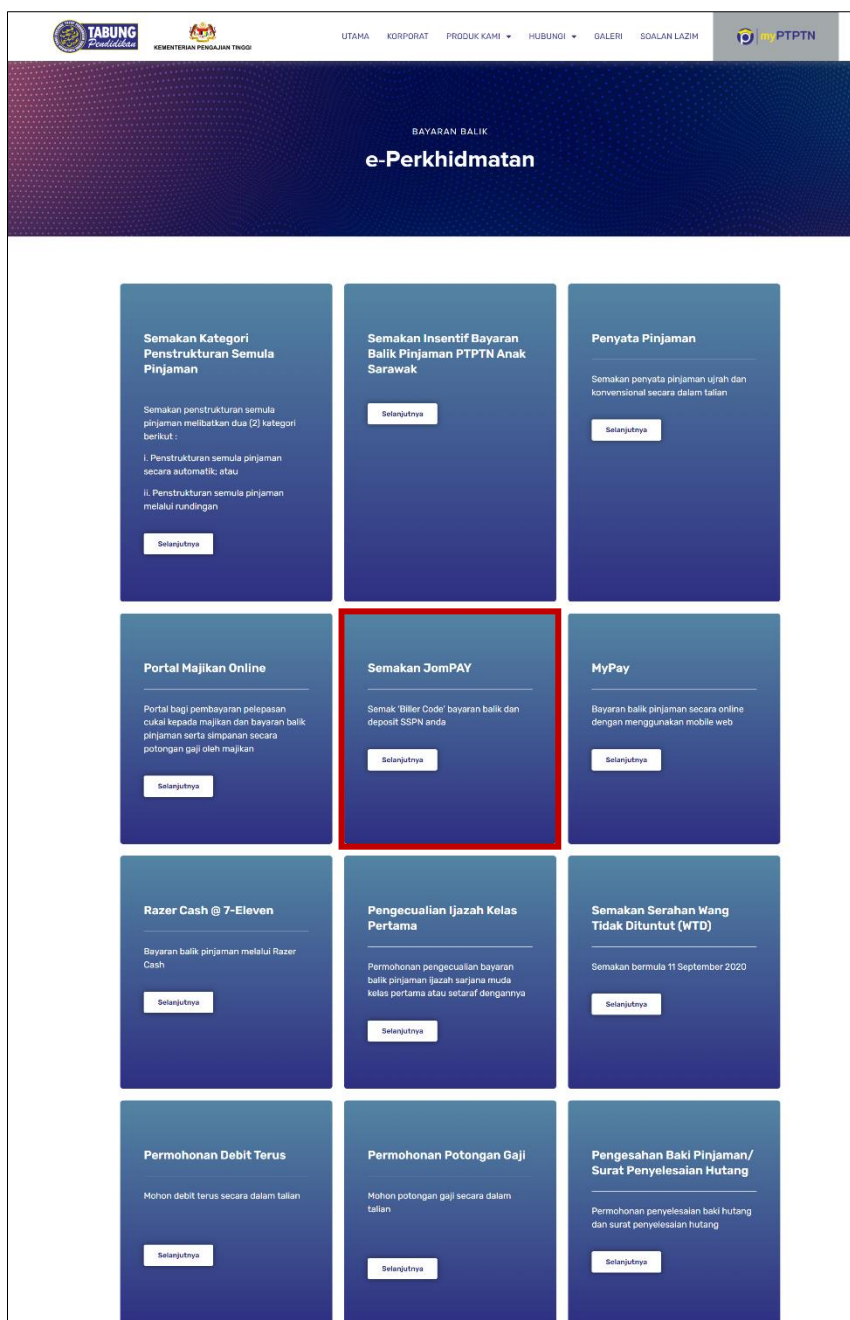 TABUNG
Pendidikan
KEMENTERIAN PENGAJIAN TINGGI
UTAMA KORPORAT PRODUK KAMI HUBUNGI GALERI SOALAN LAZIM
myPTPTN
BAYARAN BALIK
e-Perkhidmatan
Semakan Kategori
Penstrukturan Semula
Pinjaman
Semakan penstrukturan semula
pinjaman melibatkan dua (2) kategori
berikut :
i. Penstrukturan semula pinjaman
secara automatik; atau
ii. Penstrukturan semula pinjaman
melalui rundingan
Selanjutnya
Semakan Insentif Bayaran
Balik Pinjaman PTPTN Anak
Sarawak
Selanjutnya
Penyata Pinjaman
Semakan penyata pinjaman ujrah dan
konvensional secara dalam talian
Selanjutnya
Portal Majikan Online
Portal bagi pembayaran pelepasan
cukai kepada majikan dan bayaran balik
pinjaman serta simpanan secara
potongan gaji oleh majikan
Selanjutnya
Semakan JomPAY
Semak 'Biller Code' bayaran balik dan
deposit SSPN anda
Selanjutnya
MyPay
Bayaran balik pinjaman secara online
dengan menggunakan mobile web
Selanjutnya
Razer Cash @ 7-Eleven
Bayaran balik pinjaman melalui Razer
Cash
Selanjutnya
Pengecualian Ijazah Kelas
Pertama
Permohonan pengecualian bayaran
balik pinjaman ijazah sarjana muda
kelas pertama atau setaraf dengannya
Selanjutnya
Semakan Serahan Wang
Tidak Dituntut (WTD)
Semakan bermula 11 September 2020
Selanjutnya
Permohonan Debit Terus
Mohon debit terus secara dalam talian
Selanjutnya
Permohonan Potongan Gaji
Mohon potongan gaji secara dalam
talian
Selanjutnya
Pengesahan Baki Pinjaman/
Surat Penyelesaian Hutang
Permohonan penyelesaian baki hutang
dan surat penyelesaian hutang
Selanjutnya